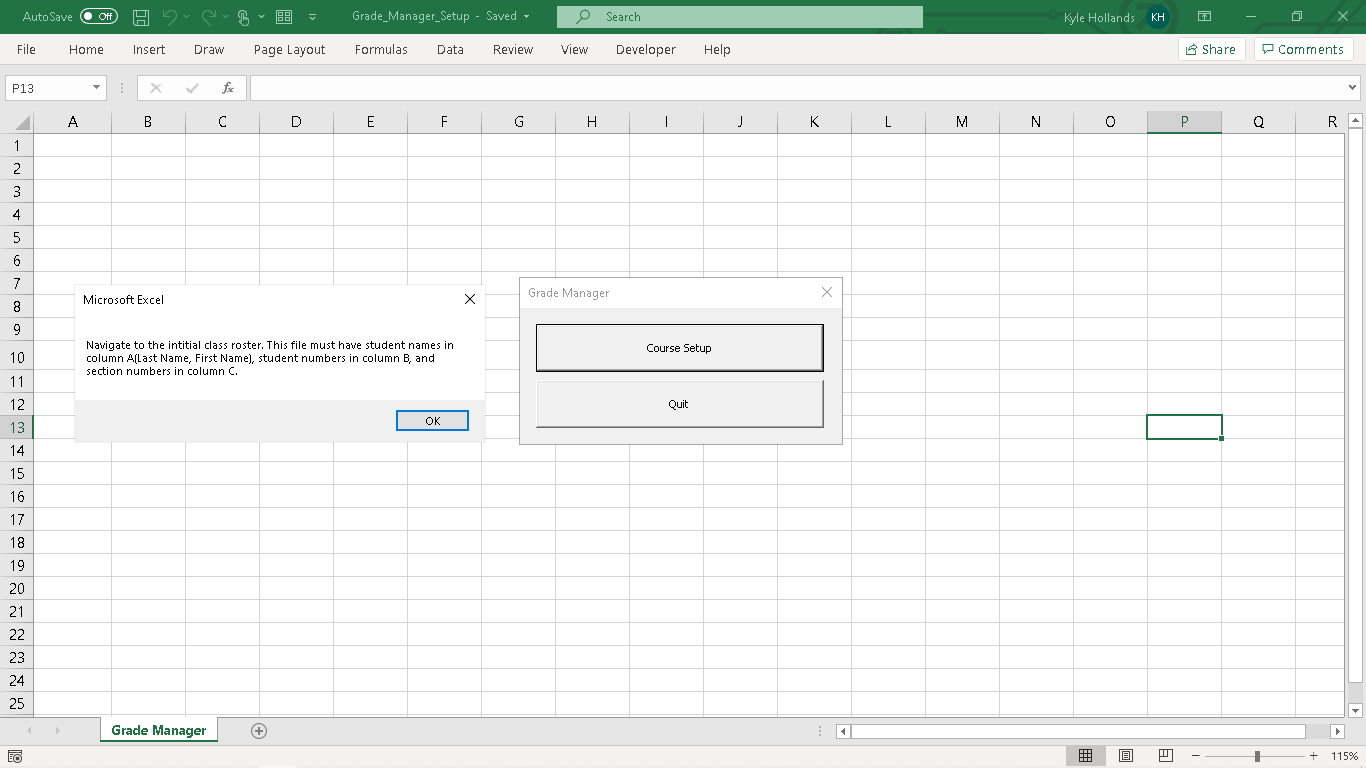 AutoSave Off Grade_Manager_Setup - Saved Search Kyle Hollands KH
File Home Insert Draw Page Layout Formulas Data Review View Developer Help Share Comments
P13 fx
A B C D E F G H I J K L M N O P Q R
1
2
3
4
5
6
7
8
9
10
11
12
13
14
15
16
17
18
19
20
21
22
23
24
25
Microsoft Excel
Navigate to the intitial class roster. This file must have student names in
column A(Last Name, First Name), student numbers in column B, and
section numbers in column C.
OK
Grade Manager
Course Setup
Quit
Grade Manager
115%